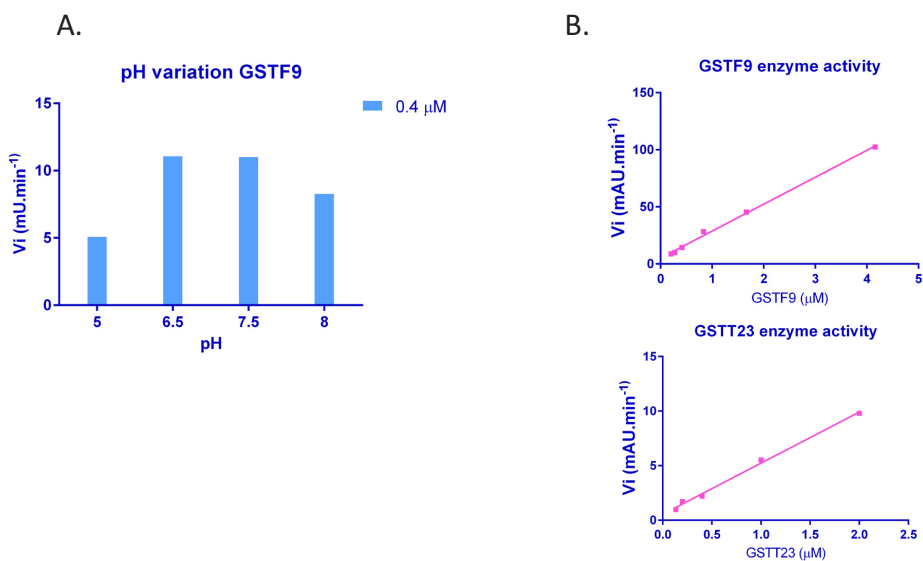 A.
pH variation GSTF9
0.4 μM
15
10
5
0
Vi (mU.min⁻¹)
5 6.5 7.5 8
pH
B.
GSTF9 enzyme activity
150
100
50
0
Vi (mAU.min⁻¹)
0 1 2 3 4 5
GSTF9 (μM)
GSTT23 enzyme activity
15
10
5
0
Vi (mAU.min⁻¹)
0.0 0.5 1.0 1.5 2.0 2.5
GSTT23 (μM)